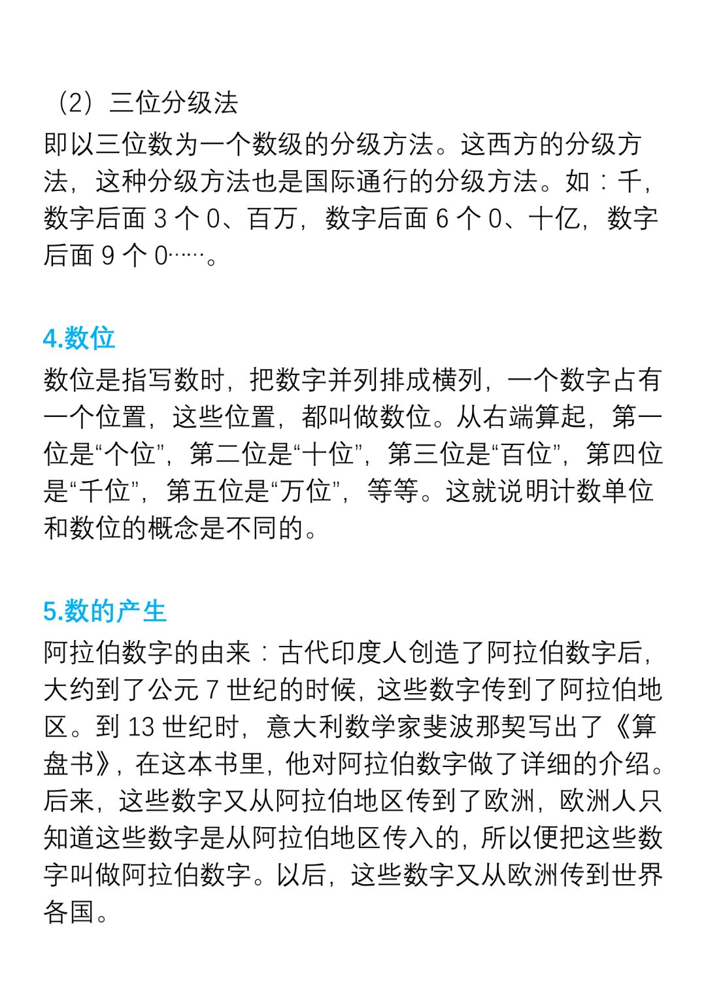 （2）三位分级法
即以三位数为一个数级的分级方法。这西方的分级方
法，这种分级方法也是国际通行的分级方法。如：千，
数字后面 3 个 0、百万，数字后面 6 个 0、十亿，数字
后面 9 个 0……。
4.数位
数位是指写数时，把数字并列排成横列，一个数字占有
一个位置，这些位置，都叫做数位。从右端算起，第一
位是“个位”，第二位是“十位”，第三位是“百位”，第四位
是“千位”，第五位是“万位”，等等。这就说明计数单位
和数位的概念是不同的。
5.数的产生
阿拉伯数字的由来：古代印度人创造了阿拉伯数字后，
大约到了公元 7 世纪的时候，这些数字传到了阿拉伯地
区。到 13 世纪时，意大利数学家斐波那契写出了《算
盘书》，在这本书里，他对阿拉伯数字做了详细的介绍。
后来，这些数字又从阿拉伯地区传到了欧洲，欧洲人只
知道这些数字是从阿拉伯地区传入的，所以便把这些数
字叫做阿拉伯数字。以后，这些数字又从欧洲传到世界
各国。